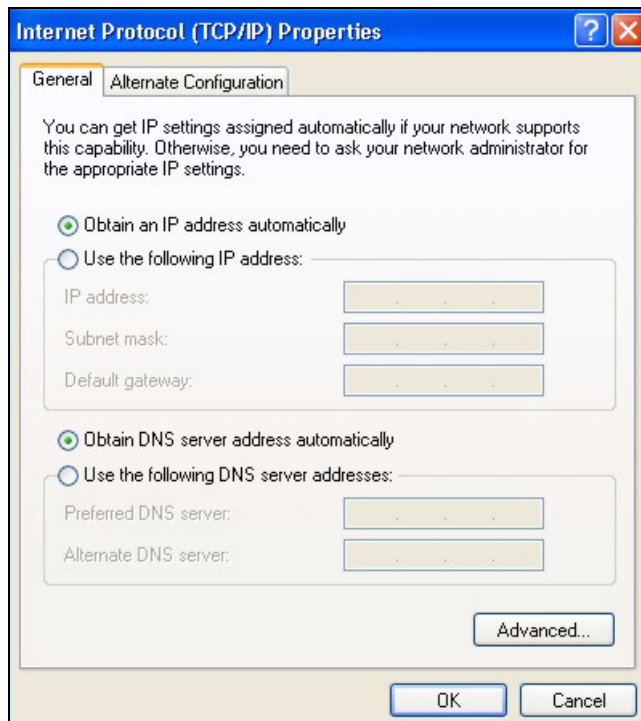 Internet Protocol (TCP/IP) Properties
General
Alternate Configuration
You can get IP settings assigned automatically if your network supports
this capability. Otherwise, you need to ask your network administrator for
the appropriate IP settings.
Obtain an IP address automatically
Use the following IP address:
IP address:
Subnet mask:
Default gateway:
Obtain DNS server address automatically
Use the following DNS server addresses:
Preferred DNS server:
Alternate DNS server:
Advanced...
OK
Cancel